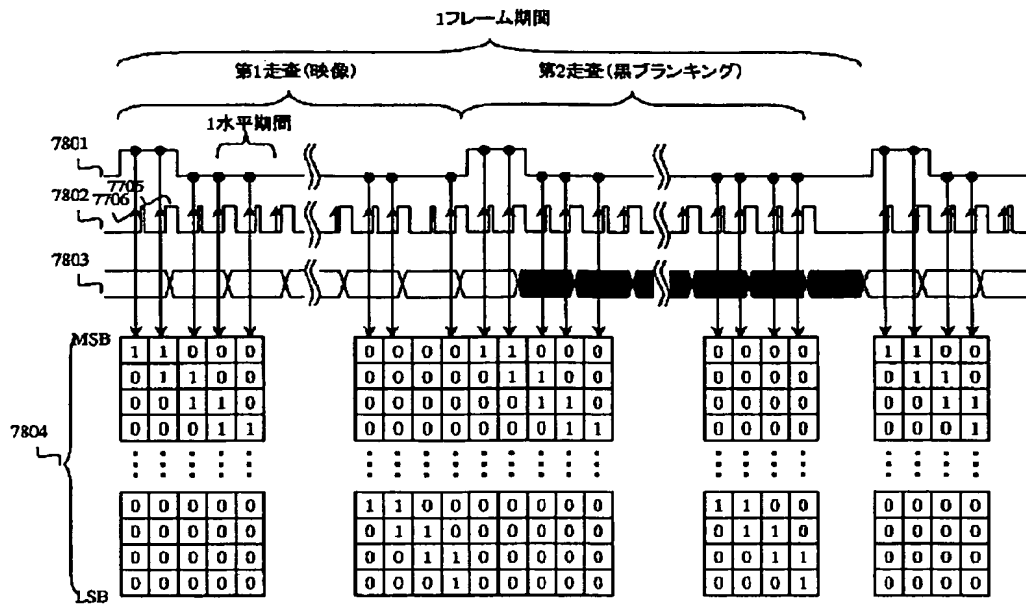 1フレーム期間
第1走査(映像)
第2走査(黒ブランキング)
1水平期間
7801
7705
7802
7706
7803
MSB 1 1 0 0 0 0 0 0 0 1 1 0 0 0 0 0 0 0 1 1 0 0
0 1 1 0 0 0 0 0 0 0 1 1 0 0 0 0 0 0 0 1 1 0
0 0 1 1 0 0 0 0 0 0 0 1 1 0 0 0 0 0 0 0 1 1
0 0 0 1 1 0 0 0 0 0 0 0 1 1 0 0 0 0 0 0 0 1
7804
0 0 0 0 0 1 1 0 0 0 0 0 0 0 1 1 0 0 0 0 0 0
0 0 0 0 0 0 1 1 0 0 0 0 0 0 0 1 1 0 0 0 0 0
0 0 0 0 0 0 0 1 1 0 0 0 0 0 0 0 1 1 0 0 0 0
0 0 0 0 0 0 0 0 1 0 0 0 0 0 0 0 0 1 0 0 0 0
LSB